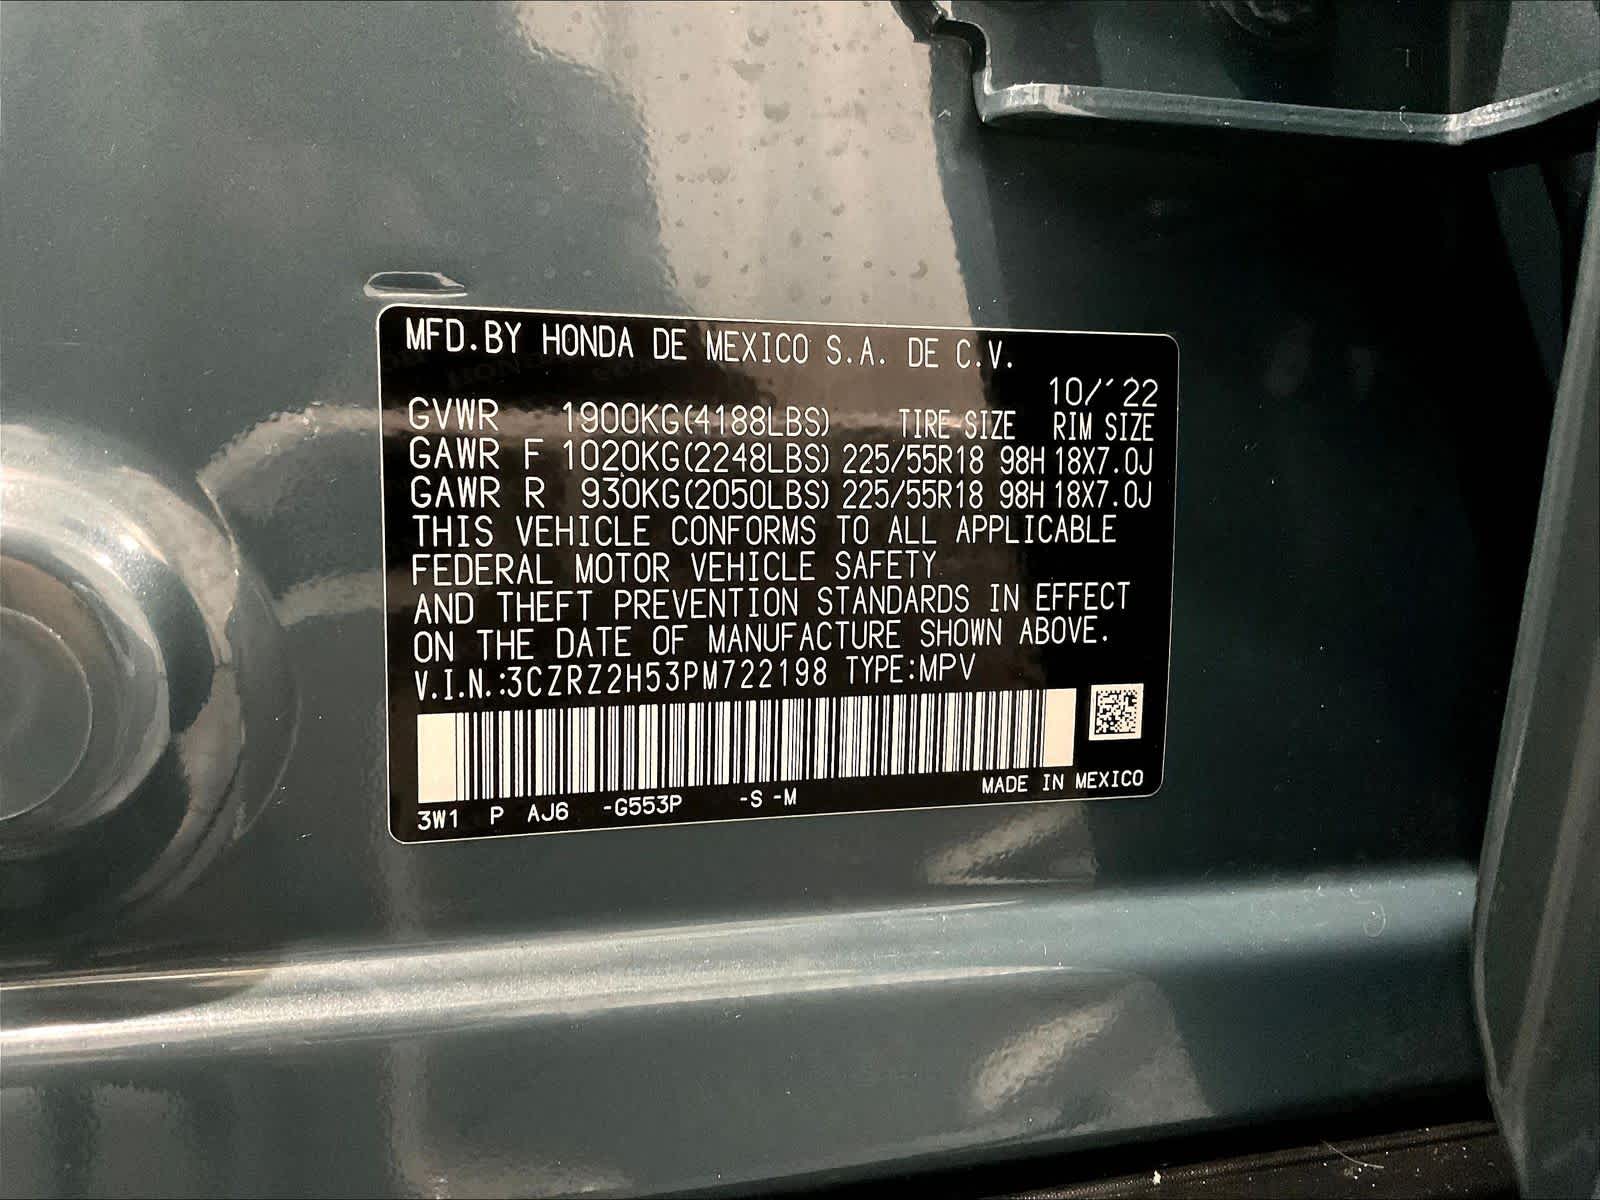 MFD.BY HONDA DE MEXICO S.A. DE C.V.
10/´22
GVWR 1900KG(4188LBS) TIRE SIZE RIM SIZE
GAWR F 1020KG(2248LBS) 225/55R18 98H 18X7.0J
GAWR R 930KG(2050LBS) 225/55R18 98H 18X7.0J
THIS VEHICLE CONFORMS TO ALL APPLICABLE
FEDERAL MOTOR VEHICLE SAFETY
AND THEFT PREVENTION STANDARDS IN EFFECT
ON THE DATE OF MANUFACTURE SHOWN ABOVE.
V.I.N.:3CZRZ2H53PM722198 TYPE:MPV
MADE IN MEXICO
3W1 P AJ6 -G553P -S -M